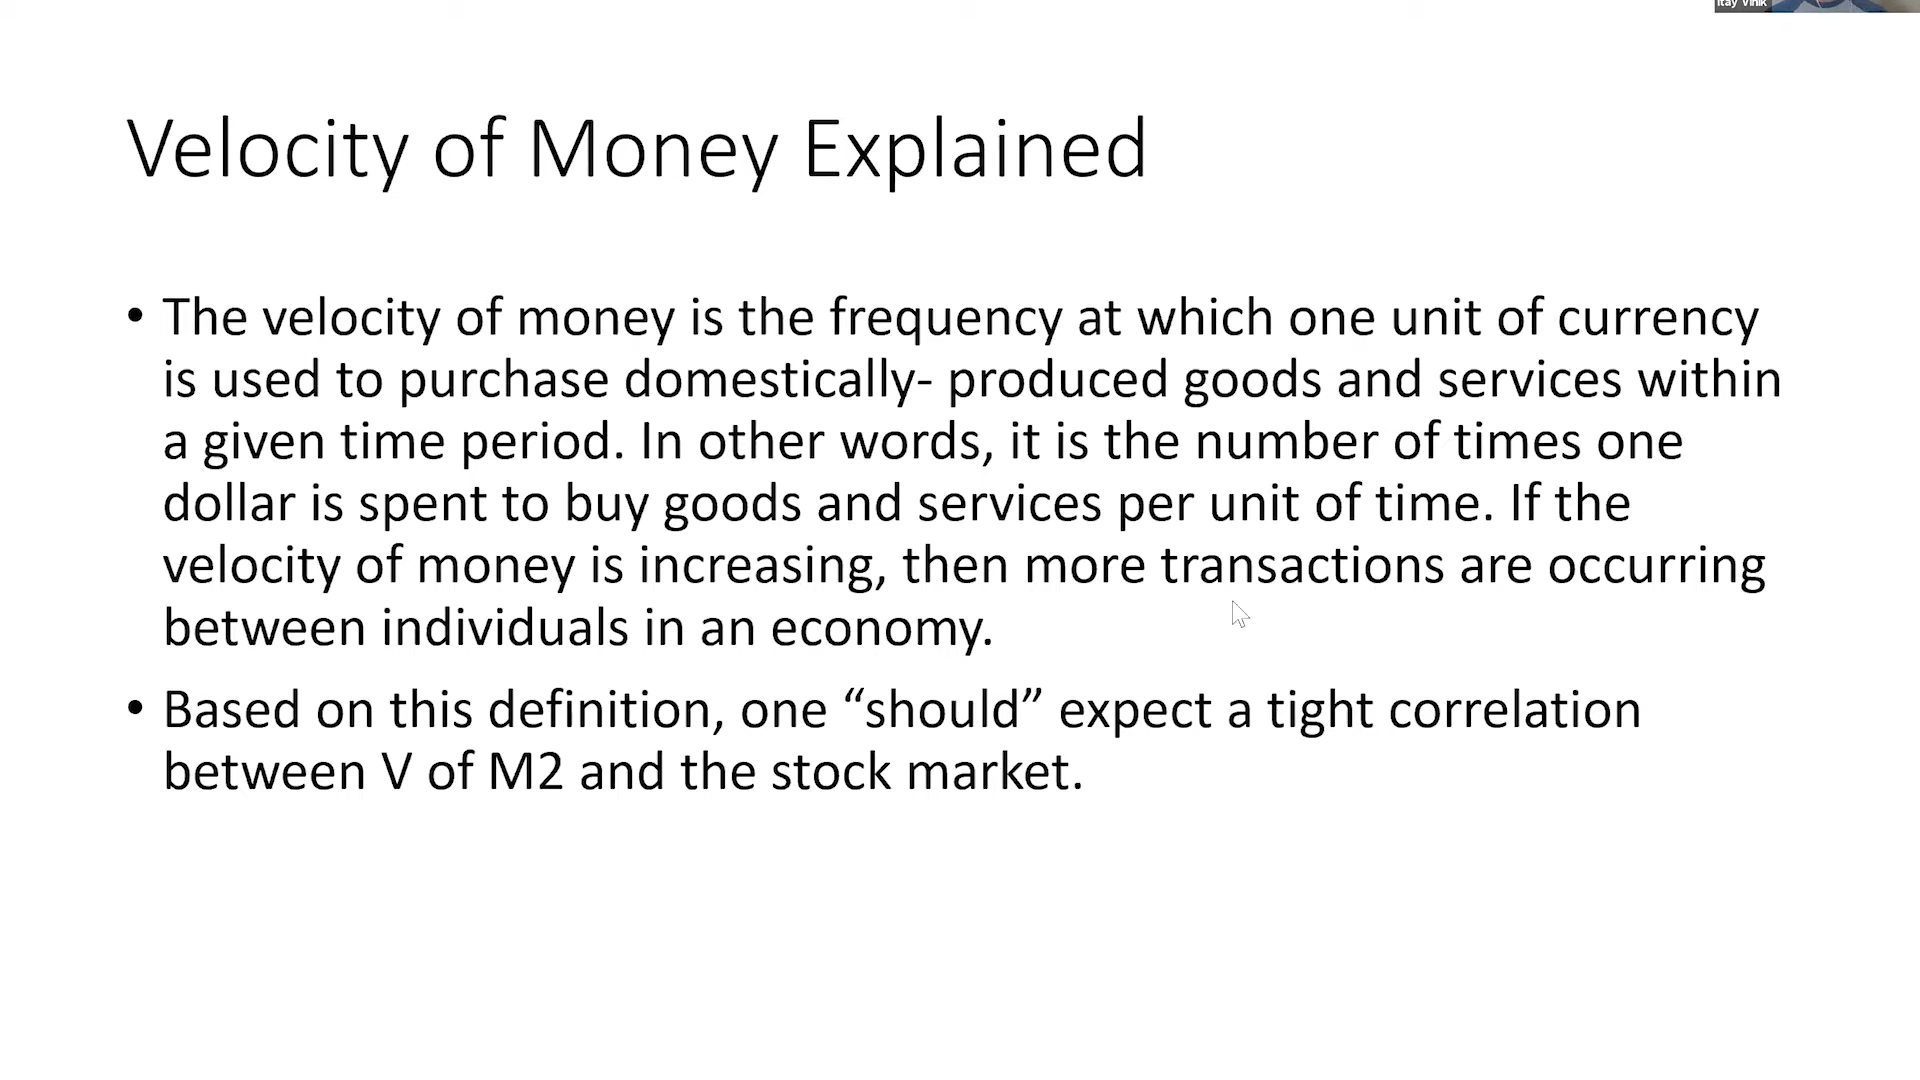 Itay Vinik
Velocity of Money Explained
• The velocity of money is the frequency at which one unit of currency
is used to purchase domestically- produced goods and services within
a given time period. In other words, it is the number of times one
dollar is spent to buy goods and services per unit of time. If the
velocity of money is increasing, then more transactions are occurring
between individuals in an economy.
• Based on this definition, one “should” expect a tight correlation
between V of M2 and the stock market.